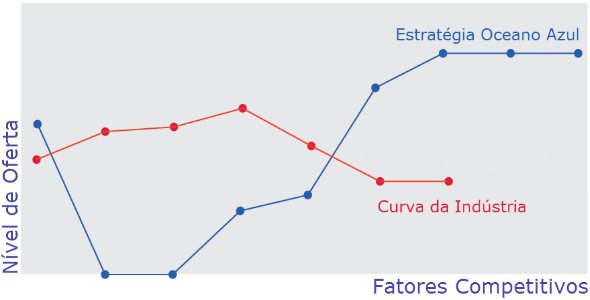 Estratégia Oceano Azul
Nível de Oferta
Curva da Indústria
Fatores Competitivos